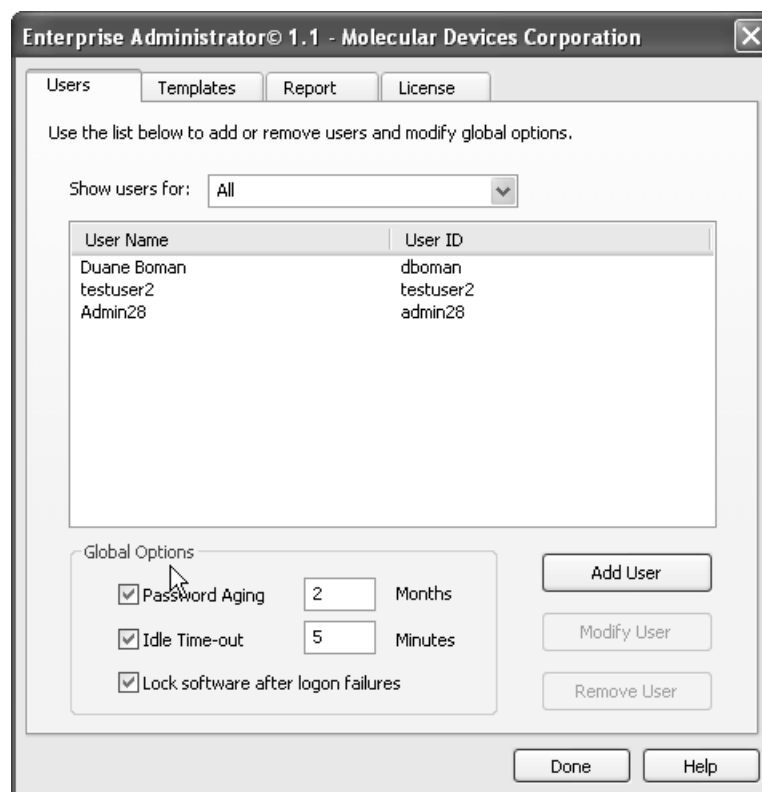 Enterprise Administrator© 1.1 - Molecular Devices Corporation
Users Templates Report License
Use the list below to add or remove users and modify global options.
Show users for: All
User Name User ID
Duane Boman dboman
testuser2 testuser2
Admin28 admin28
Global Options
Password Aging 2 Months
Idle Time-out 5 Minutes
Lock software after logon failures
Add User
Modify User
Remove User
Done Help